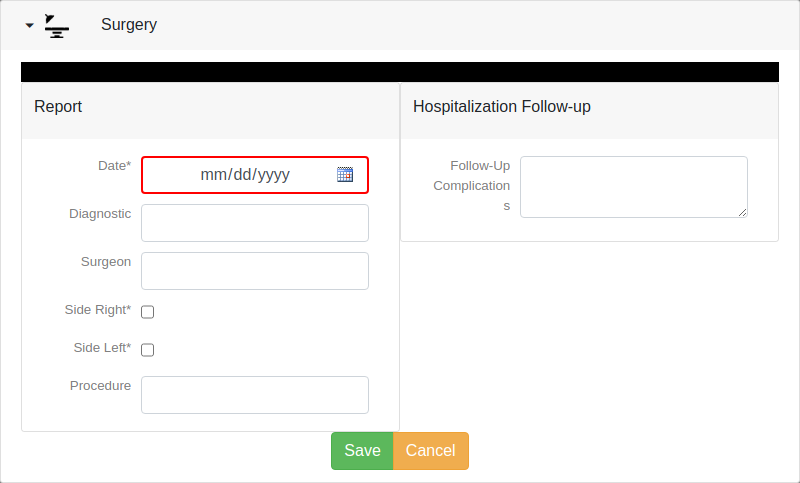 Surgery
Report
Hospitalization Follow-up
Date*
mm/dd/yyyy
Diagnostic
Surgeon
Side Right*
Side Left*
Procedure
Follow-Up
Complication
s
Save
Cancel